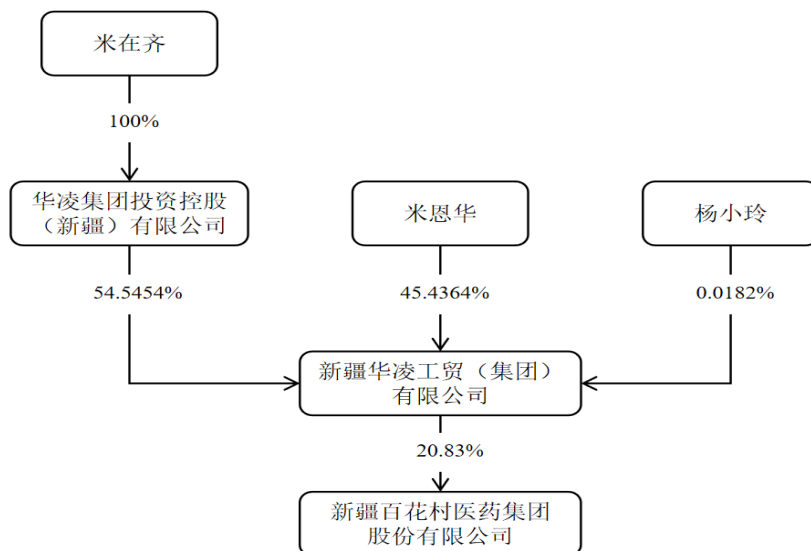 米在齐
100%
华凌集团投资控股
（新疆）有限公司
米恩华
杨小玲
54.5454%
45.4364%
0.0182%
新疆华凌工贸（集团）
有限公司
20.83%
新疆百花村医药集团
股份有限公司